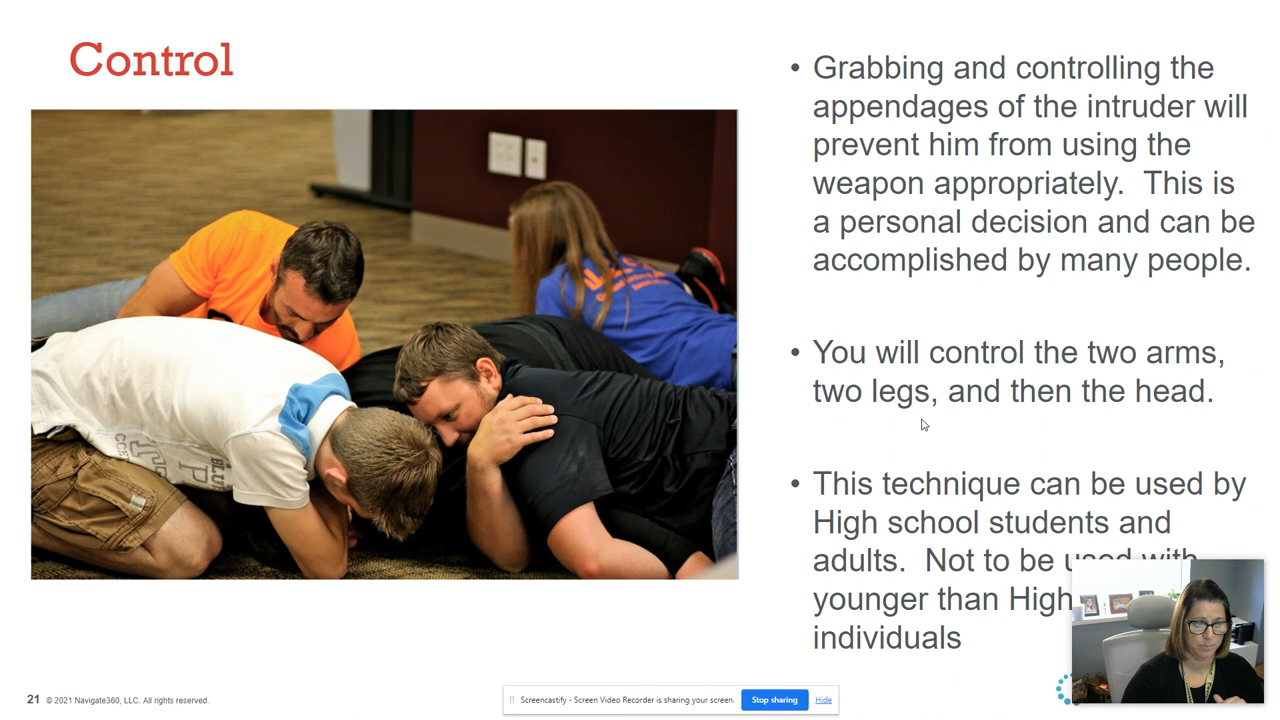 Control
• Grabbing and controlling the
appendages of the intruder will
prevent him from using the
weapon appropriately. This is
a personal decision and can be
accomplished by many people.
• You will control the two arms,
two legs, and then the head.
• This technique can be used by
High school students and
adults. Not to be used with
younger than High
individuals
21 © 2021 Navigate360, LLC. All rights reserved.
Screencastify - Screen Video Recorder is sharing your screen. Stop sharing Hide